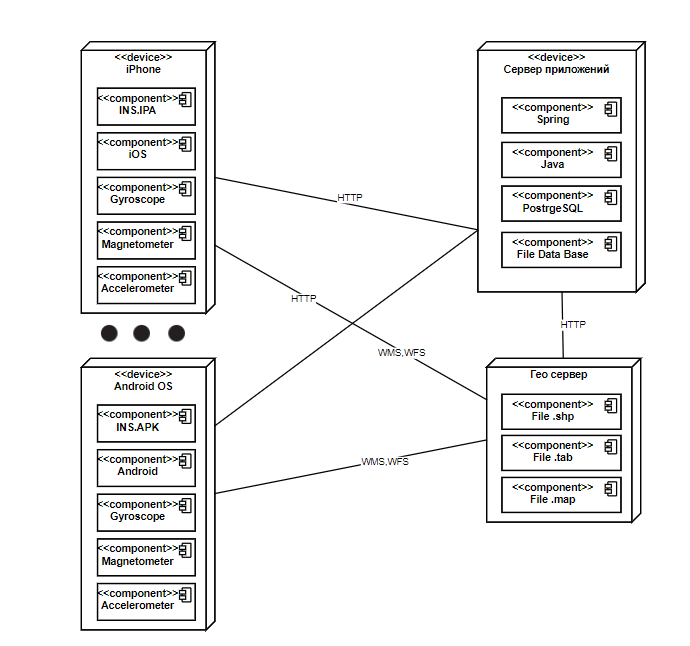 <<device>>
iPhone
<<component>>
INS.IPA
<<component>>
iOS
<<component>>
Gyroscope
<<component>>
Magnetometer
<<component>>
Accelerometer
<<device>>
Сервер приложений
<<component>>
Spring
<<component>>
Java
<<component>>
PostrgeSQL
<<component>>
File Data Base
HTTP
HTTP
HTTP
WMS,WFS
WMS,WFS
<<device>>
Android OS
<<component>>
INS.APK
<<component>>
Android
<<component>>
Gyroscope
<<component>>
Magnetometer
<<component>>
Accelerometer
Гео сервер
<<component>>
File .shp
<<component>>
File .tab
<<component>>
File .map